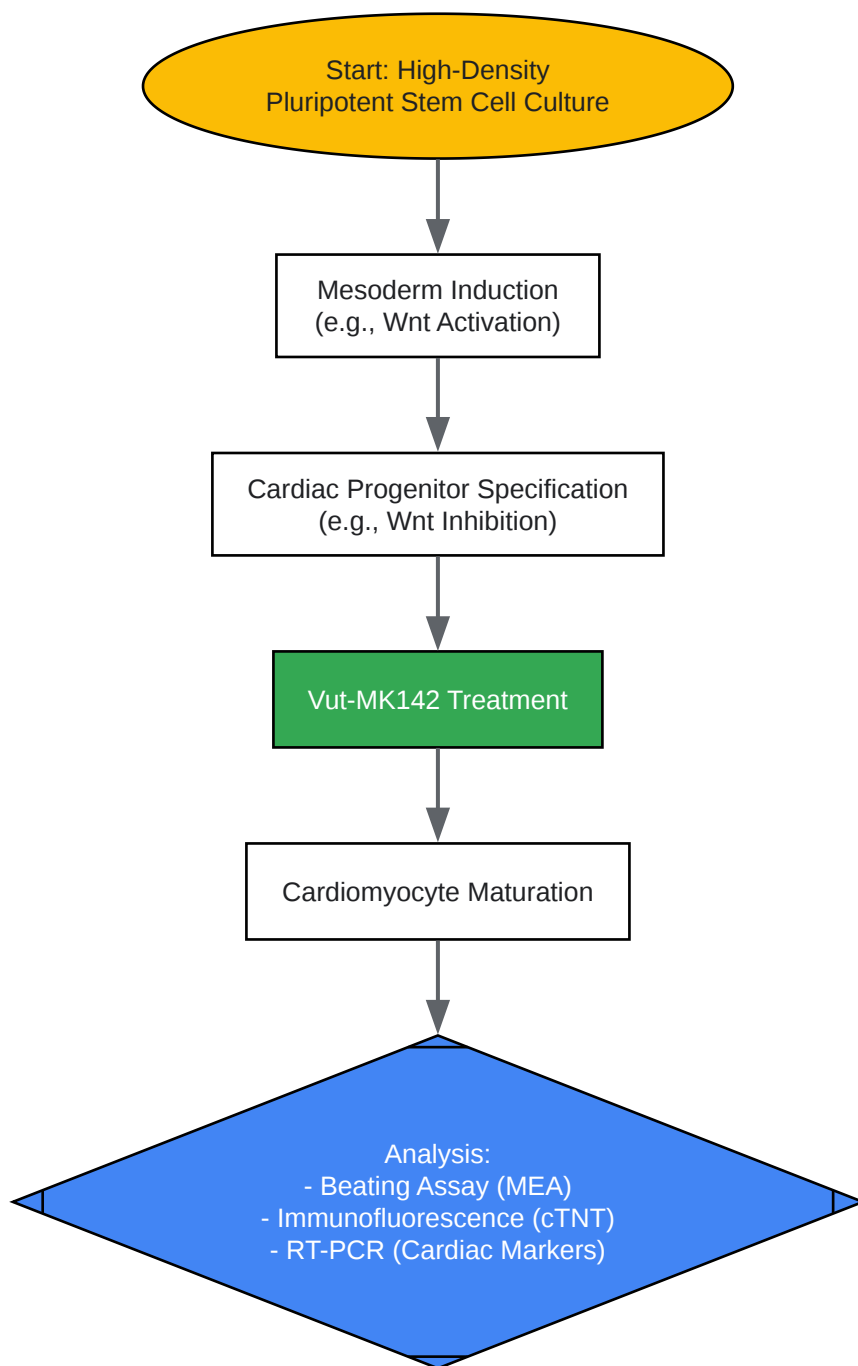 Start: High-Density
Pluripotent Stem Cell Culture
Mesoderm Induction
(e.g., Wnt Activation)
Cardiac Progenitor Specification
(e.g., Wnt Inhibition)
Vut-MK142 Treatment
Cardiomyocyte Maturation
Analysis:
- Beating Assay (MEA)
- Immunofluorescence (cTNT)
- RT-PCR (Cardiac Markers)